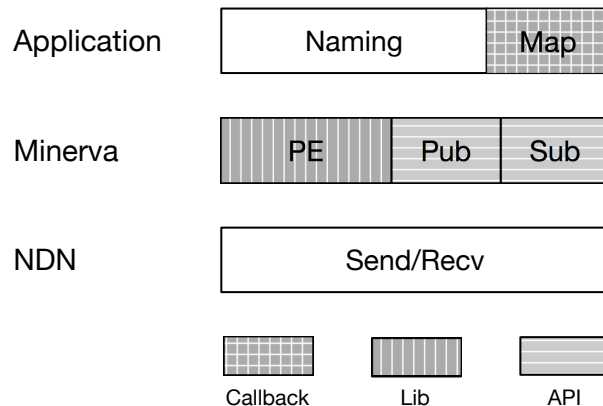 Application Naming Map
Minerva PE Pub Sub
NDN Send/Recv
Callback Lib API